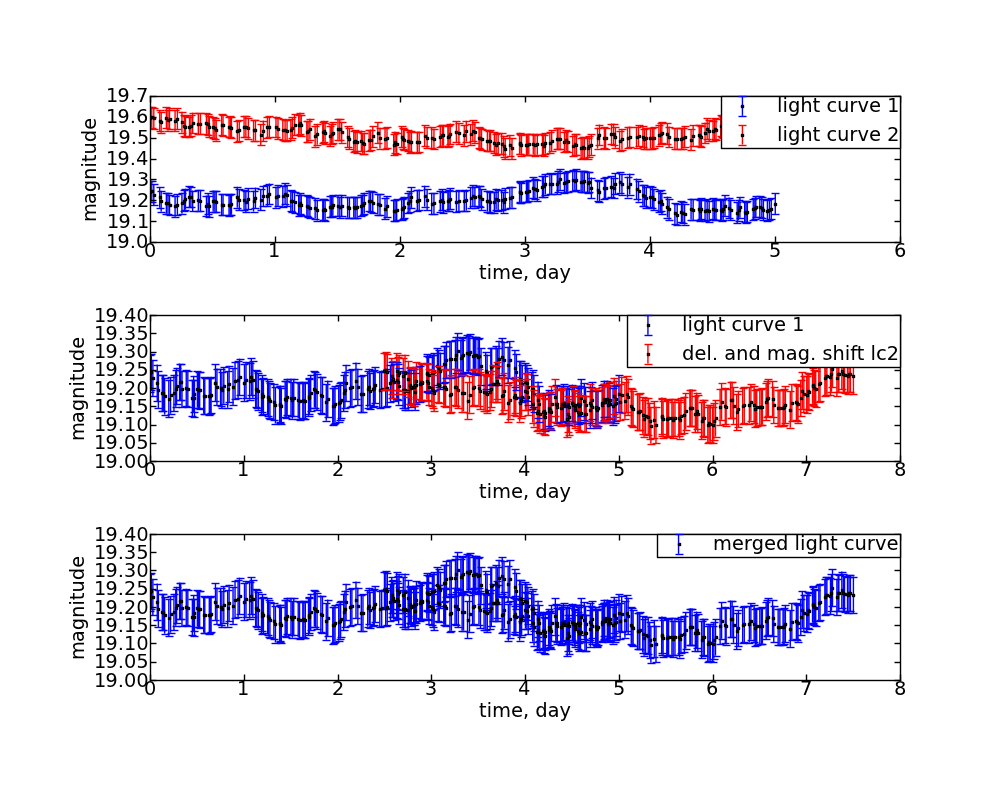 19.7
19.6
19.5
19.4
19.3
19.2
19.1
19.0
magnitude
light curve 1
light curve 2
0 1 2 3 4 5 6
time, day
19.40
19.35
19.30
19.25
19.20
19.15
19.10
19.05
19.00
magnitude
light curve 1
del. and mag. shift lc2
0 1 2 3 4 5 6 7 8
time, day
19.40
19.35
19.30
19.25
19.20
19.15
19.10
19.05
19.00
magnitude
merged light curve
0 1 2 3 4 5 6 7 8
time, day